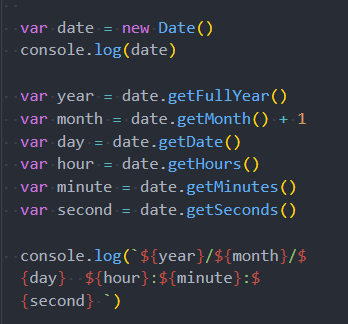 var date = new Date()
console.log(date)
var year = date.getFullYear()
var month = date.getMonth() + 1
var day = date.getDate()
var hour = date.getHours()
var minute = date.getMinutes()
var second = date.getSeconds()
console.log(`${year}/${month}/$
{day}  ${hour}:${minute}:$
{second} `)